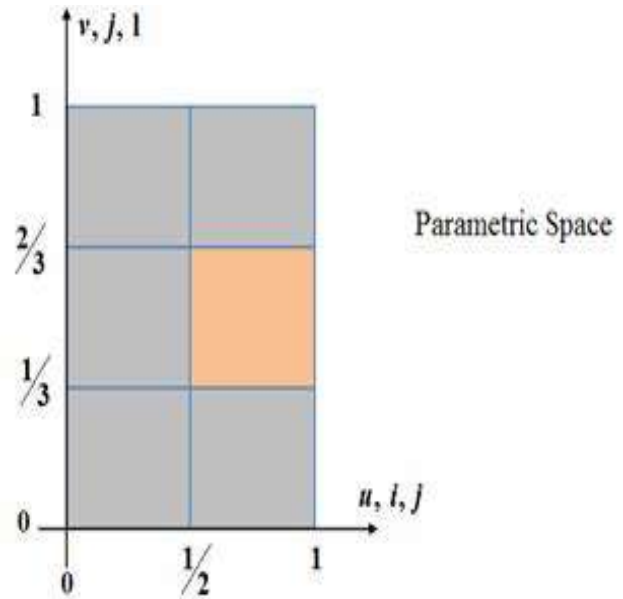 v, j, 1
1
2/3
Parametric Space
1/3
u, i, j
0
0
1/2
1